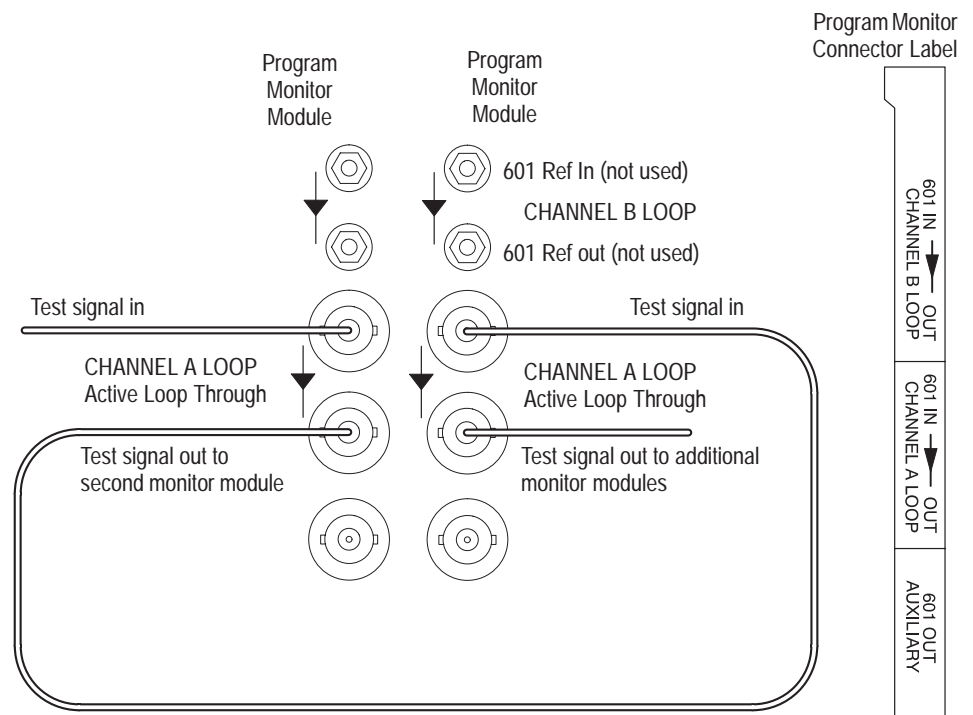 Program Monitor
Connector Label
Program
Monitor
Module
Program
Monitor
Module
601 Ref In (not used)
CHANNEL B LOOP
601 Ref out (not used)
Test signal in
Test signal in
CHANNEL A LOOP
Active Loop Through
CHANNEL A LOOP
Active Loop Through
Test signal out to
second monitor module
Test signal out to additional
monitor modules
601 IN OUT
CHANNEL B LOOP
601 IN OUT
CHANNEL A LOOP
601 OUT
AUXILIARY